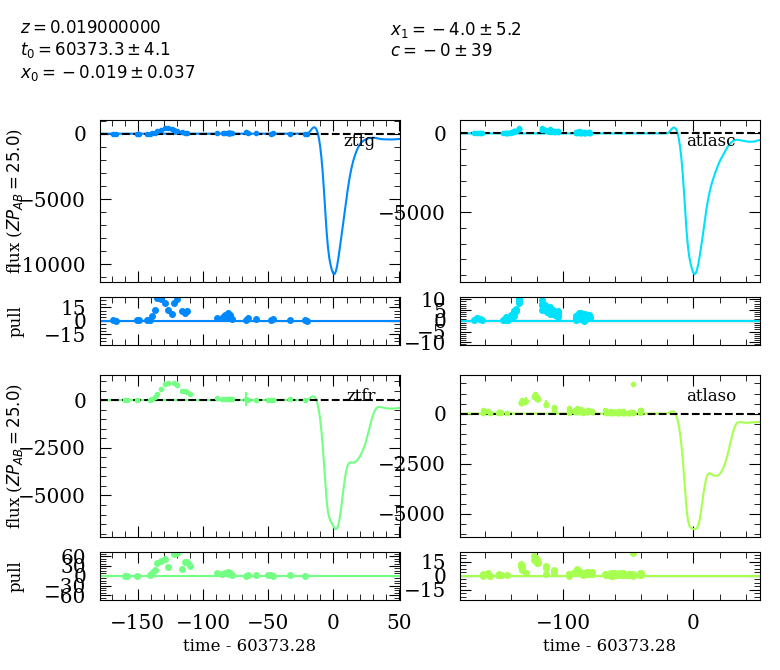 z = 0.019000000
t0 = 60373.3 ± 4.1
x0 = −0.019 ± 0.037
x1 = −4.0 ± 5.2
c = −0 ± 39
ztfg
0
−5000
−10000
flux (ZP_AB = 25.0)
atlasc
0
−5000
15
0
−15
pull
10
5
0
−5
−10
ztfr
0
−2500
−5000
flux (ZP_AB = 25.0)
atlaso
0
−2500
−5000
60
30
0
−30
−60
pull
15
0
−15
−150 −100 −50 0 50
time - 60373.28
−100 0
time - 60373.28